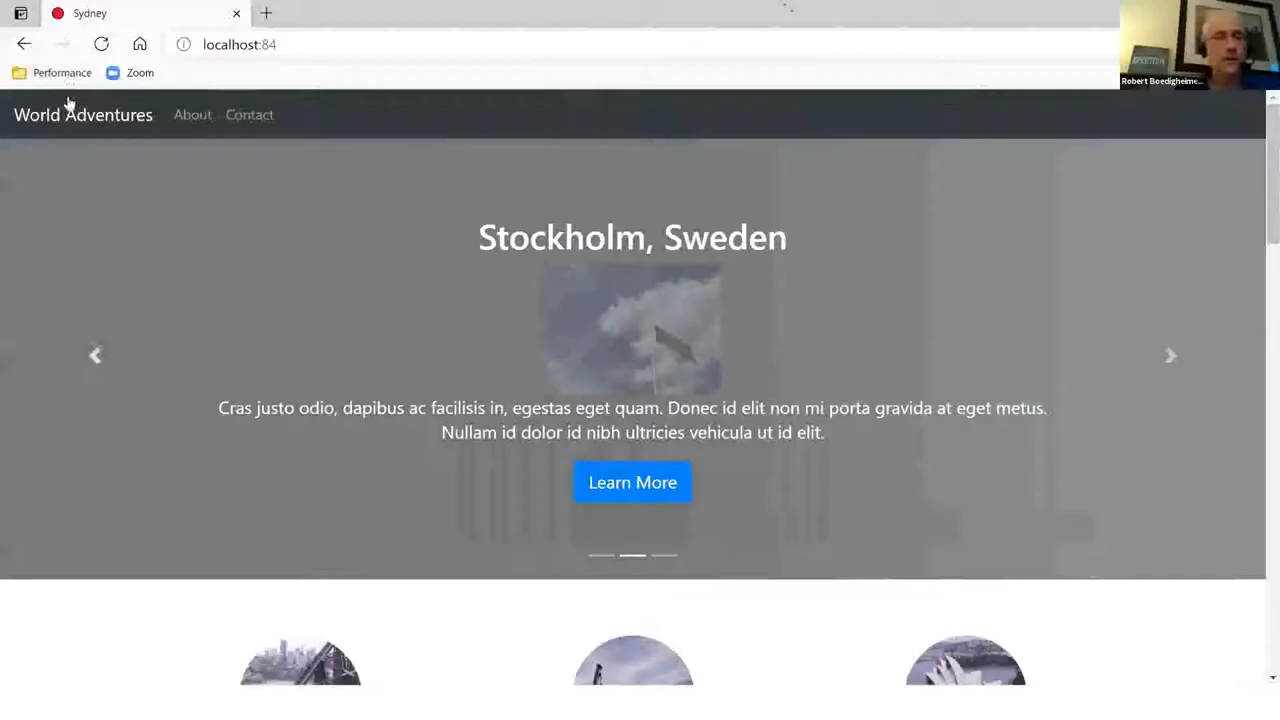 Sydney
localhost:84
Performance
Zoom
Robert Boedigheime...
World Adventures
About
Contact
Stockholm, Sweden
Cras justo odio, dapibus ac facilisis in, egestas eget quam. Donec id elit non mi porta gravida at eget metus.
Nullam id dolor id nibh ultricies vehicula ut id elit.
Learn More